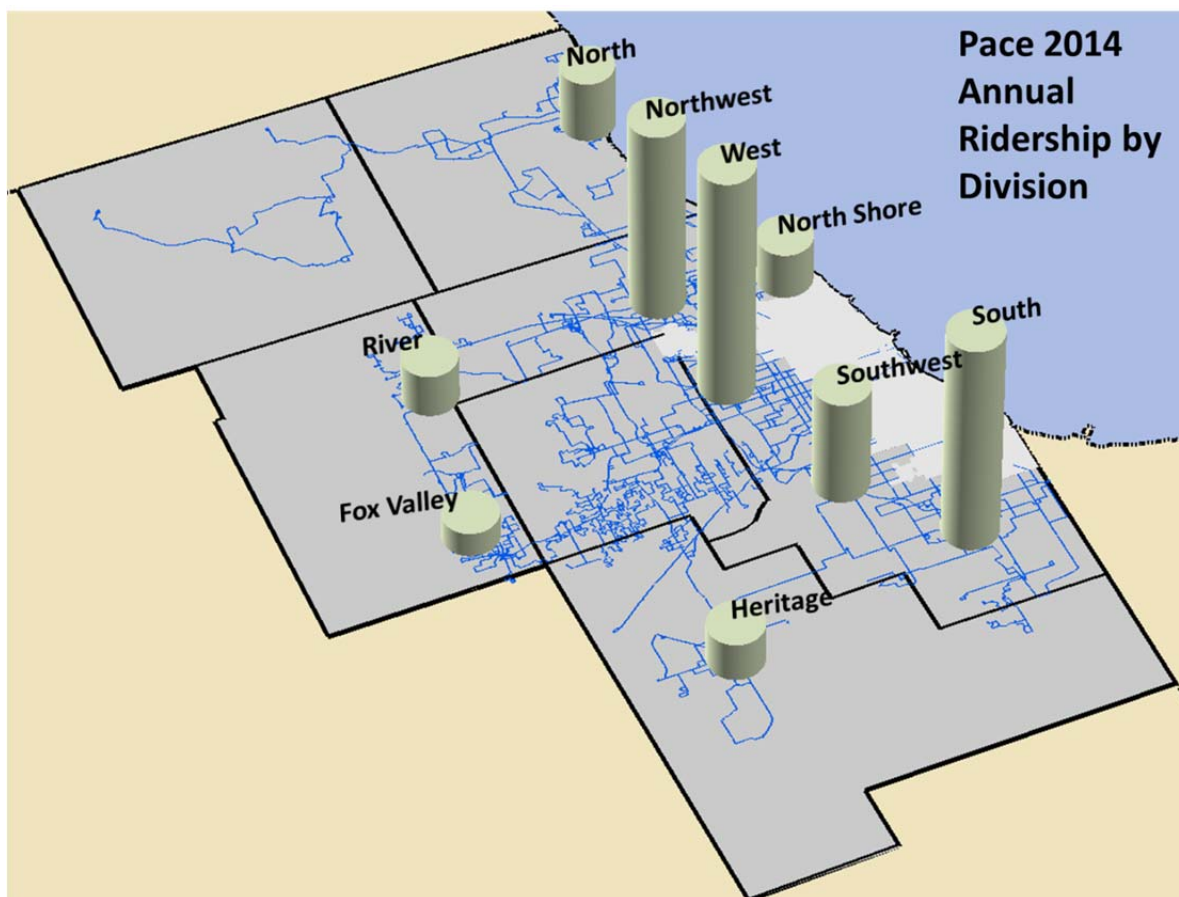 Pace 2014
Annual
Ridership by
Division
North
Northwest
West
North Shore
South
River
Southwest
Fox Valley
Heritage